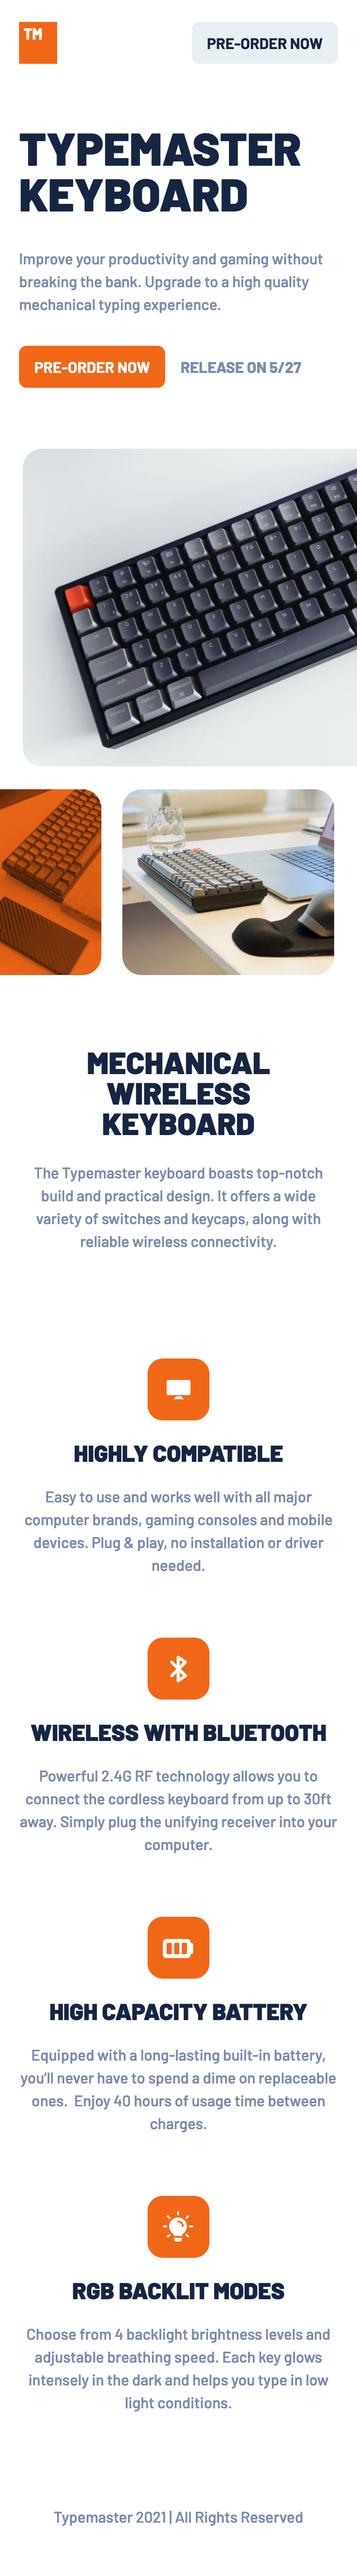 TM
PRE-ORDER NOW
TYPEMASTER
KEYBOARD
Improve your productivity and gaming without
breaking the bank. Upgrade to a high quality
mechanical typing experience.
PRE-ORDER NOW
RELEASE ON 5/27
MECHANICAL
WIRELESS
KEYBOARD
The Typemaster keyboard boasts top-notch
build and practical design. It offers a wide
variety of switches and keycaps, along with
reliable wireless connectivity.
HIGHLY COMPATIBLE
Easy to use and works well with all major
computer brands, gaming consoles and mobile
devices. Plug & play, no installation or driver
needed.
WIRELESS WITH BLUETOOTH
Powerful 2.4G RF technology allows you to
connect the cordless keyboard from up to 30ft
away. Simply plug the unifying receiver into your
computer.
HIGH CAPACITY BATTERY
Equipped with a long-lasting built-in battery,
you’ll never have to spend a dime on replaceable
ones.  Enjoy 40 hours of usage time between
charges.
RGB BACKLIT MODES
Choose from 4 backlight brightness levels and
adjustable breathing speed. Each key glows
intensely in the dark and helps you type in low
light conditions.
Typemaster 2021 | All Rights Reserved